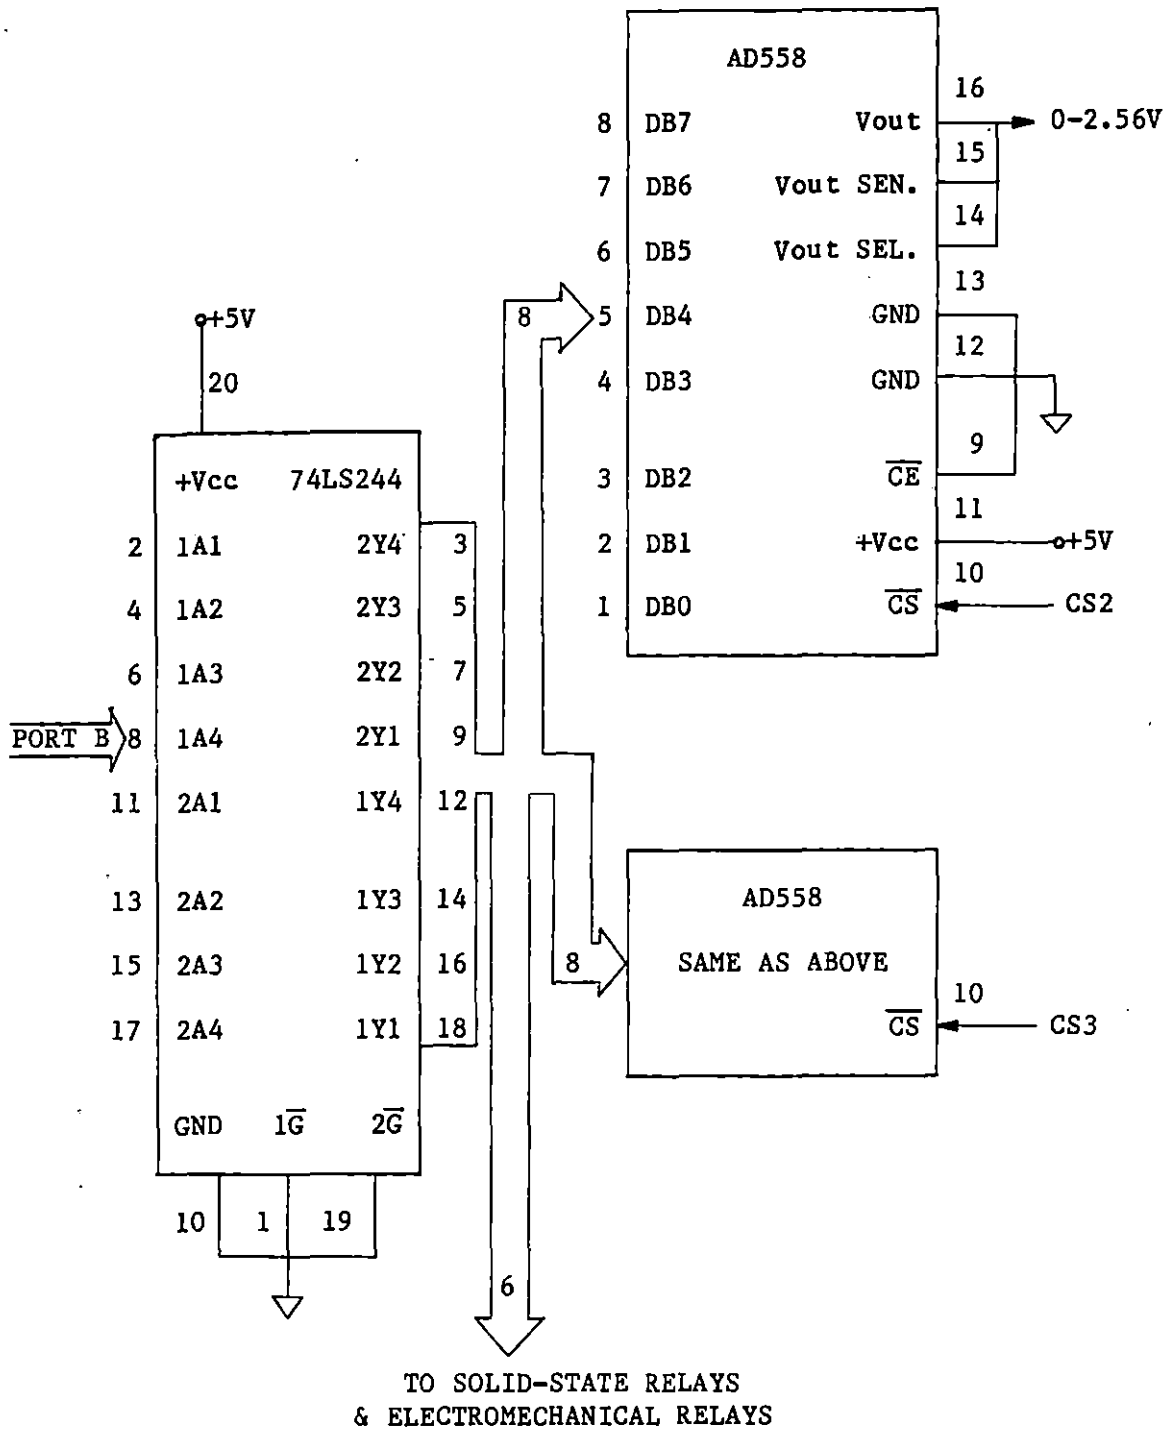 AD558
16
8 DB7 Vout 0-2.56V
15
7 DB6 Vout SEN.
14
6 DB5 Vout SEL.
13
8 5 DB4 GND
+5V
12
20 4 DB3 GND
9
+Vcc 74LS244 3 DB2 CE
11
2 1A1 2Y4 3 2 DB1 +Vcc +5V
10
4 1A2 2Y3 5 1 DB0 CS CS2
6 1A3 2Y2 7
PORT B 8 1A4 2Y1 9
11 2A1 1Y4 12
13 2A2 1Y3 14 AD558
15 2A3 1Y2 16 8 SAME AS ABOVE
10
17 2A4 1Y1 18 CS CS3
GND 1G 2G
10 1 19
6
TO SOLID-STATE RELAYS
& ELECTROMECHANICAL RELAYS